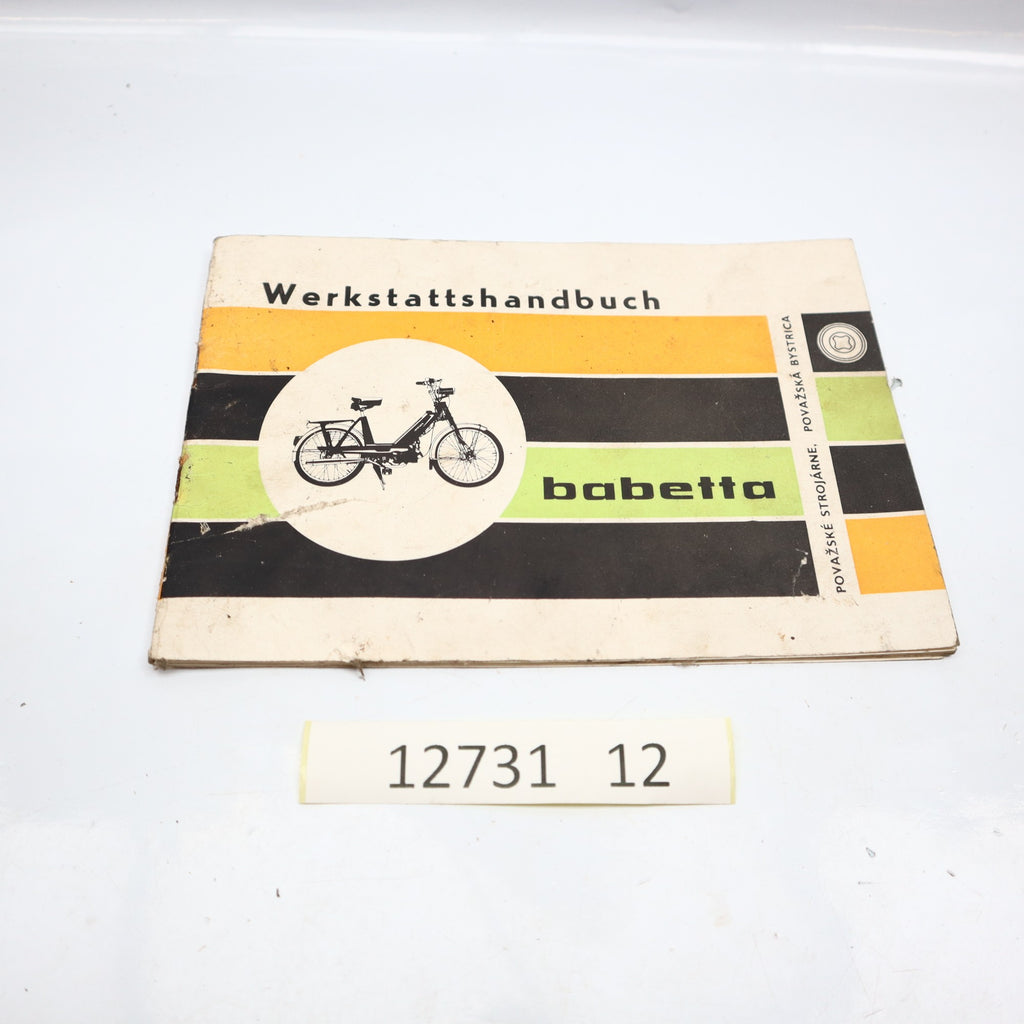 Werkstattshandbuch
babetta
POVAŽSKÉ STROJÁRNE, POVAŽSKÁ BYSTRICA
12731 12